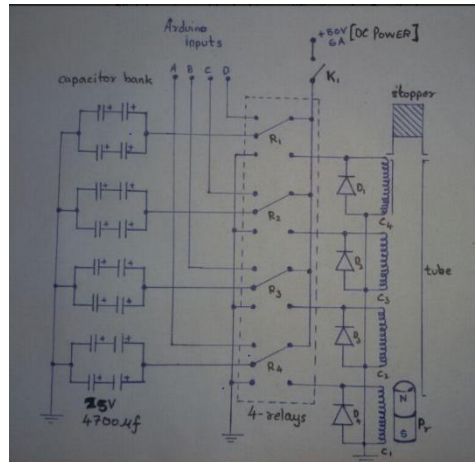 Arduino
inputs
+50V [DC POWER]
6A
A B C D
K1
capacitor bank
stopper
R1
D1
C4
R2
D2
C3
tube
R3
D3
C2
R4
N
S
Pr
D4
C1
25V
4700µf
4-relays